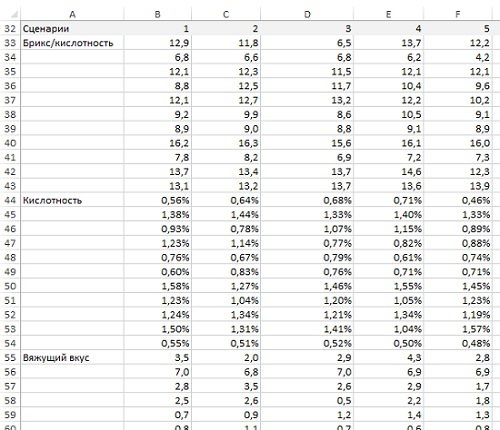 A B C D E F
32 Сценарии 1 2 3 4 5
33 Брикс/кислотность 12,9 11,8 6,5 13,7 12,2
34 6,8 6,6 6,8 6,2 4,2
35 12,1 12,3 11,5 12,1 12,1
36 8,8 12,5 11,7 10,4 9,6
37 12,1 12,7 13,2 12,2 10,2
38 9,2 9,9 8,6 10,5 9,1
39 8,9 9,0 8,8 9,1 8,9
40 16,2 16,3 15,6 16,1 16,0
41 7,8 8,2 6,9 7,2 7,3
42 13,7 13,4 13,7 14,6 12,3
43 13,1 13,2 13,7 13,6 13,9
44 Кислотность 0,56% 0,64% 0,68% 0,71% 0,46%
45 1,38% 1,44% 1,33% 1,40% 1,33%
46 0,93% 0,78% 1,07% 1,15% 0,89%
47 1,23% 1,14% 0,77% 0,82% 0,88%
48 0,76% 0,67% 0,79% 0,61% 0,74%
49 0,60% 0,83% 0,76% 0,71% 0,71%
50 1,58% 1,27% 1,46% 1,55% 1,45%
51 1,23% 1,04% 1,20% 1,05% 1,23%
52 1,24% 1,34% 1,21% 1,34% 1,19%
53 1,50% 1,31% 1,41% 1,04% 1,57%
54 0,55% 0,51% 0,52% 0,50% 0,48%
55 Вяжущий вкус 3,5 2,0 2,9 4,3 2,8
56 7,0 6,8 7,0 6,9 6,9
57 2,8 3,5 2,6 2,9 1,7
58 2,5 2,6 0,5 2,2 1,8
59 0,7 0,9 1,2 1,4 1,3
60 0,8 1,1 0,7 0,6 0,8